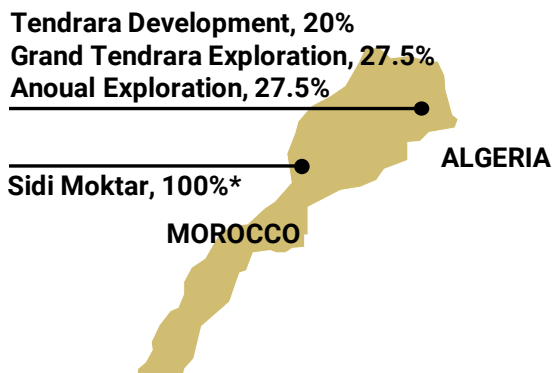 Tendrara Development, 20%
Grand Tendrara Exploration, 27.5%
Anoual Exploration, 27.5%
ALGERIA
Sidi Moktar, 100%*
MOROCCO